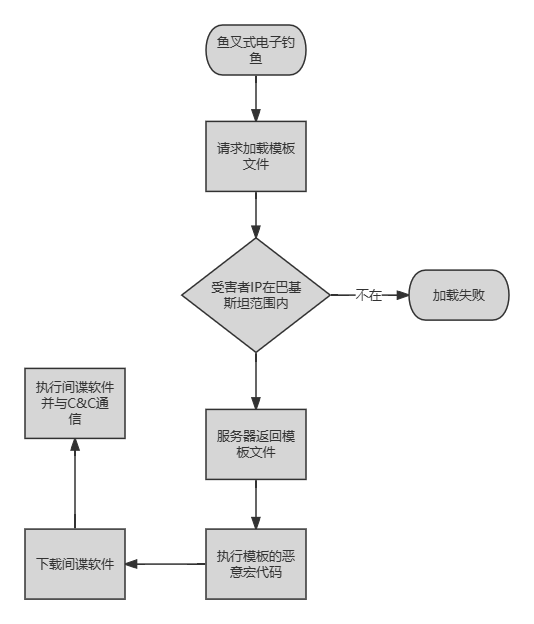 鱼叉式电子钓
鱼
请求加载模板
文件
受害者IP在巴基
斯坦范围内
不在
加载失败
服务器返回模
板文件
执行模板的恶
意宏代码
下载间谍软件
执行间谍软件
并与C&C通
信